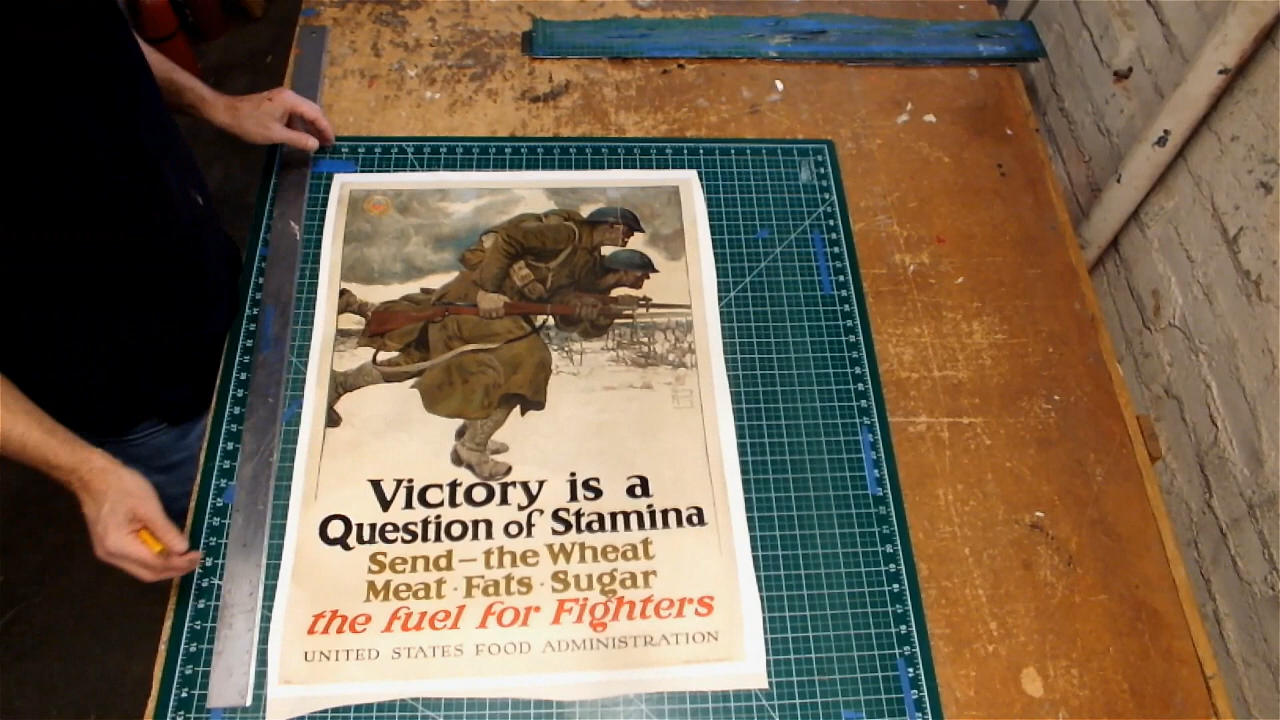 Victory is a
Question of Stamina
Send – the Wheat
Meat · Fats · Sugar
the fuel for Fighters
UNITED STATES FOOD ADMINISTRATION